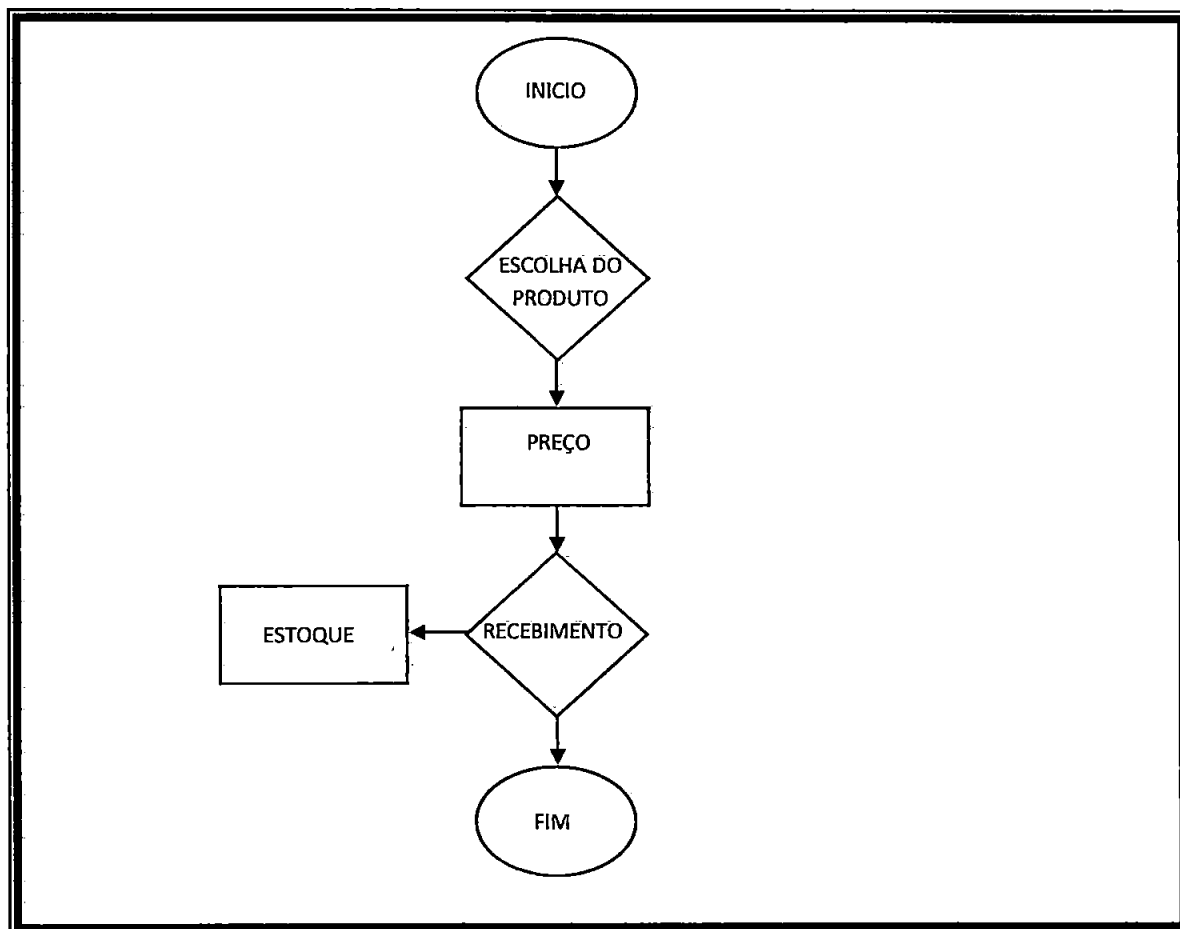 INICIO
ESCOLHA DO
PRODUTO
PREÇO
ESTOQUE
RECEBIMENTO
FIM